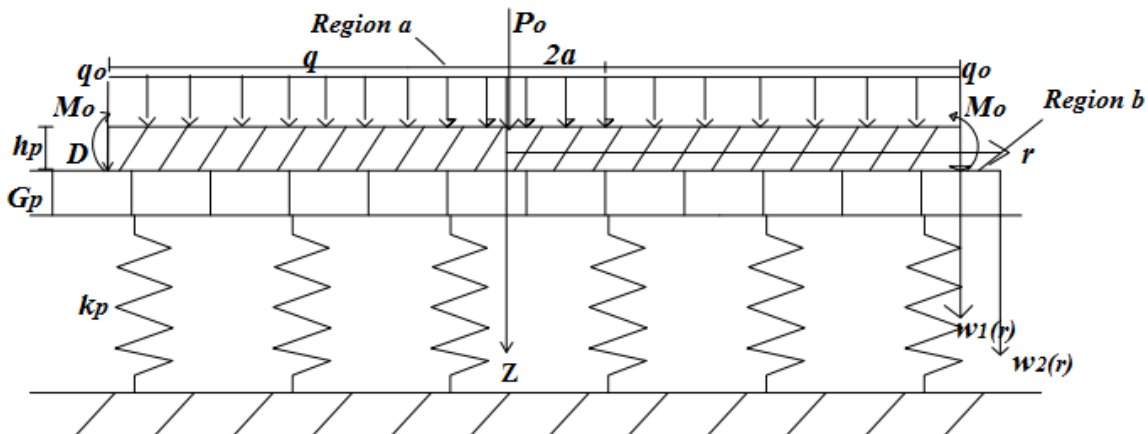 Po
Region a
q
2a
qo
qo
Mo
Mo
Region b
hp
D
r
Gp
kp
w1(r)
w2(r)
Z